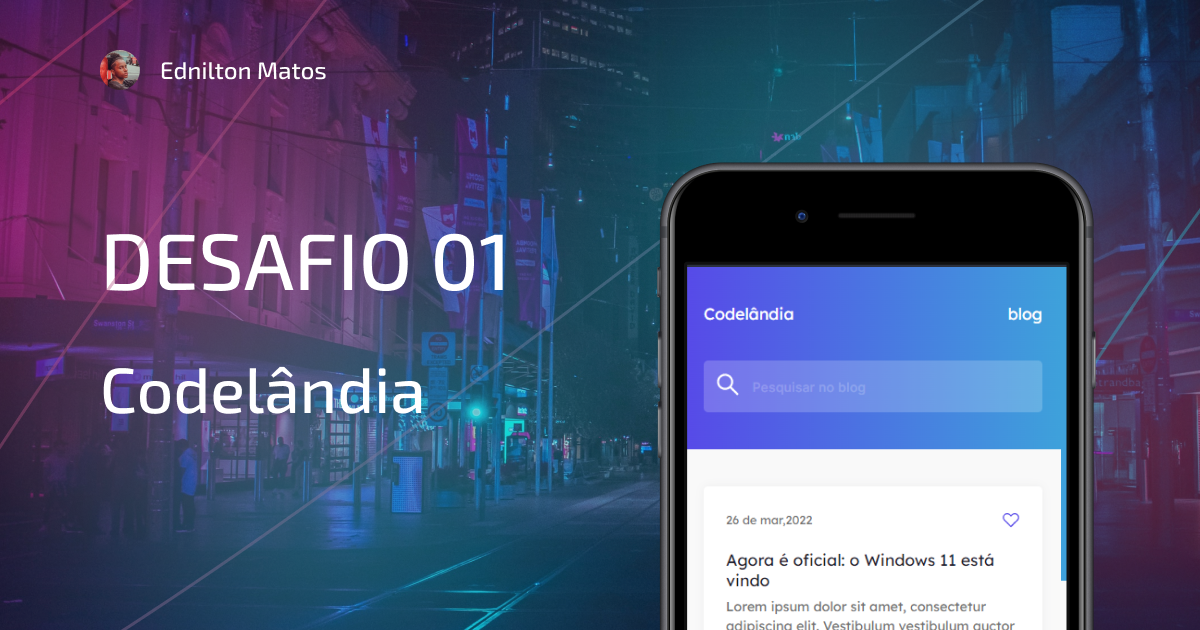 Ednilton Matos
DESAFIO 01
Codelândia
Codelândia
blog
Pesquisar no blog
26 de mar,2022
Agora é oficial: o Windows 11 está
vindo
Lorem ipsum dolor sit amet, consectetur
adipiscing elit. Vestibulum vestibulum auctor